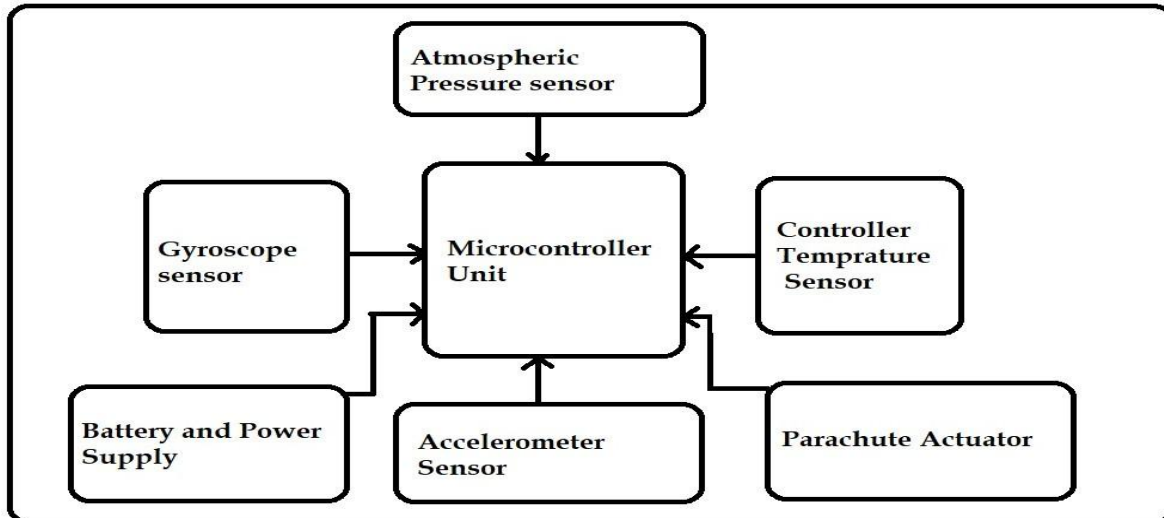 Atmospheric
Pressure sensor
Gyroscope
sensor
Microcontroller
Unit
Controller
Temprature
Sensor
Battery and Power
Supply
Accelerometer
Sensor
Parachute Actuator